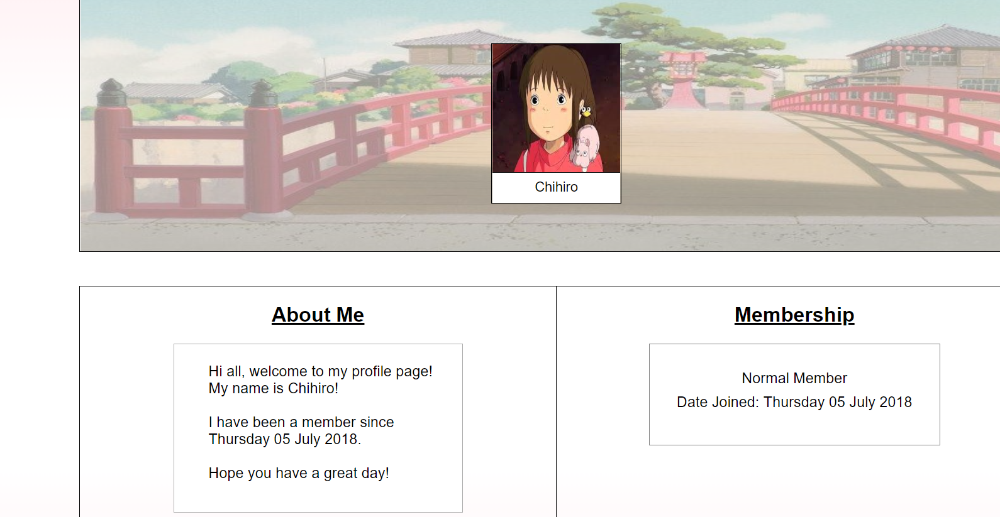 Chihiro
About Me
Hi all, welcome to my profile page!
My name is Chihiro!
I have been a member since
Thursday 05 July 2018.
Hope you have a great day!
Membership
Normal Member
Date Joined: Thursday 05 July 2018